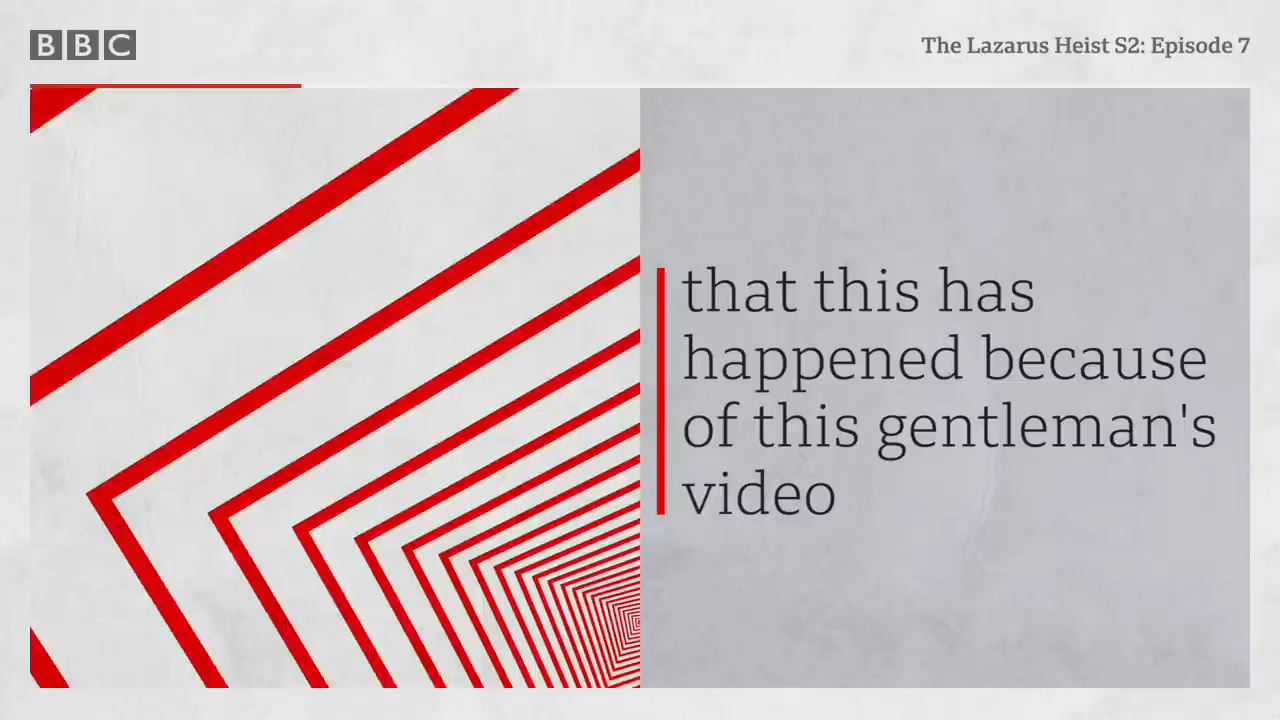 BBC
The Lazarus Heist S2: Episode 7
that this has
happened because
of this gentleman's
video